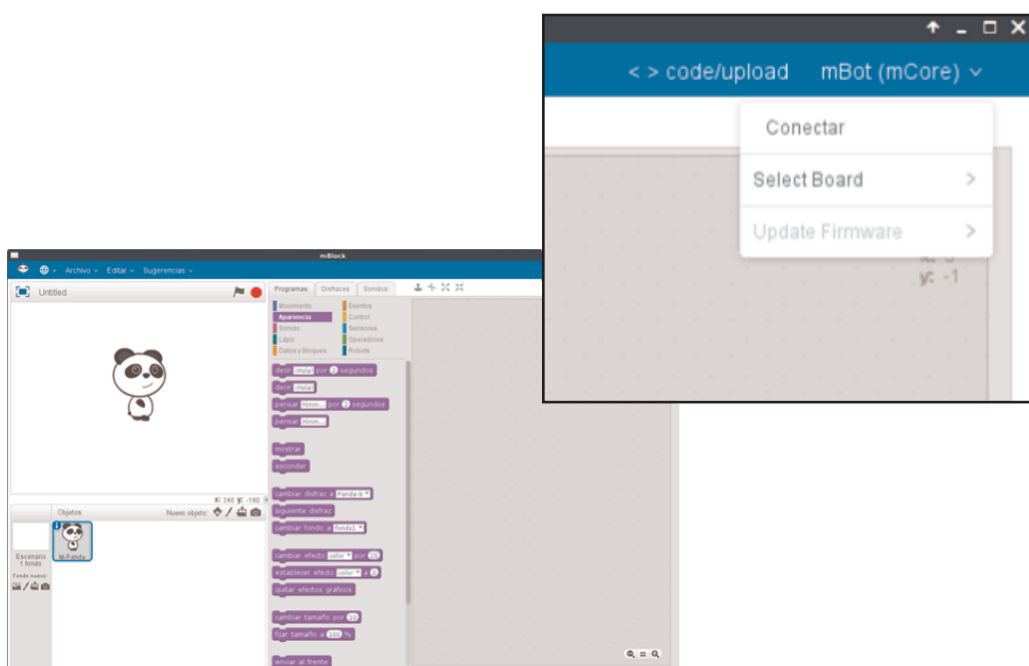 < > code/upload mBot (mCore)
Conectar
Select Board
Update Firmware
y: -1
mBlock
Archivo Editar Sugerencias
Untitled
Programas Disfraces Sonidos
Movimiento Eventos
Apariencia Control
Sonido Sensores
Lápiz Operadores
Datos y Bloques Robots
decir ¡Hola! por 2 segundos
decir ¡Hola!
pensar Hmm... por 2 segundos
pensar Hmm...
mostrar
esconder
cambiar disfraz a Panda-b
siguiente disfraz
cambiar fondo a fondo1
cambiar efecto color por 25
establecer efecto color a 0
quitar efectos gráficos
cambiar tamaño por 10
fijar tamaño a 100 %
enviar al frente
X: 240 y: -180
Objetos Nuevo objeto:
M-Panda
Escenario
1 fondo
Fondo nuevo: